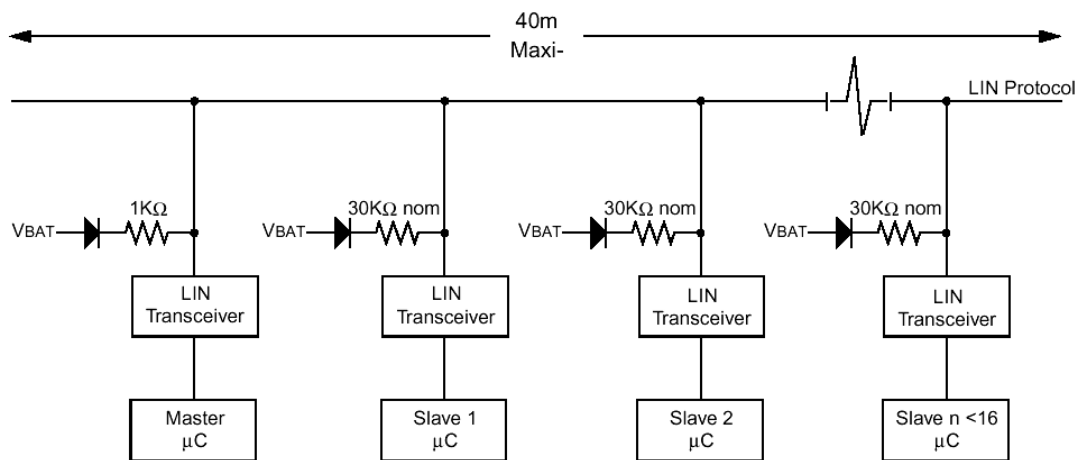 40m
Maxi-
LIN Protocol
VBAT
1KΩ
VBAT
30KΩ nom
VBAT
30KΩ nom
VBAT
30KΩ nom
LIN
Transceiver
LIN
Transceiver
LIN
Transceiver
LIN
Transceiver
Master
μC
Slave 1
μC
Slave 2
μC
Slave n <16
μC